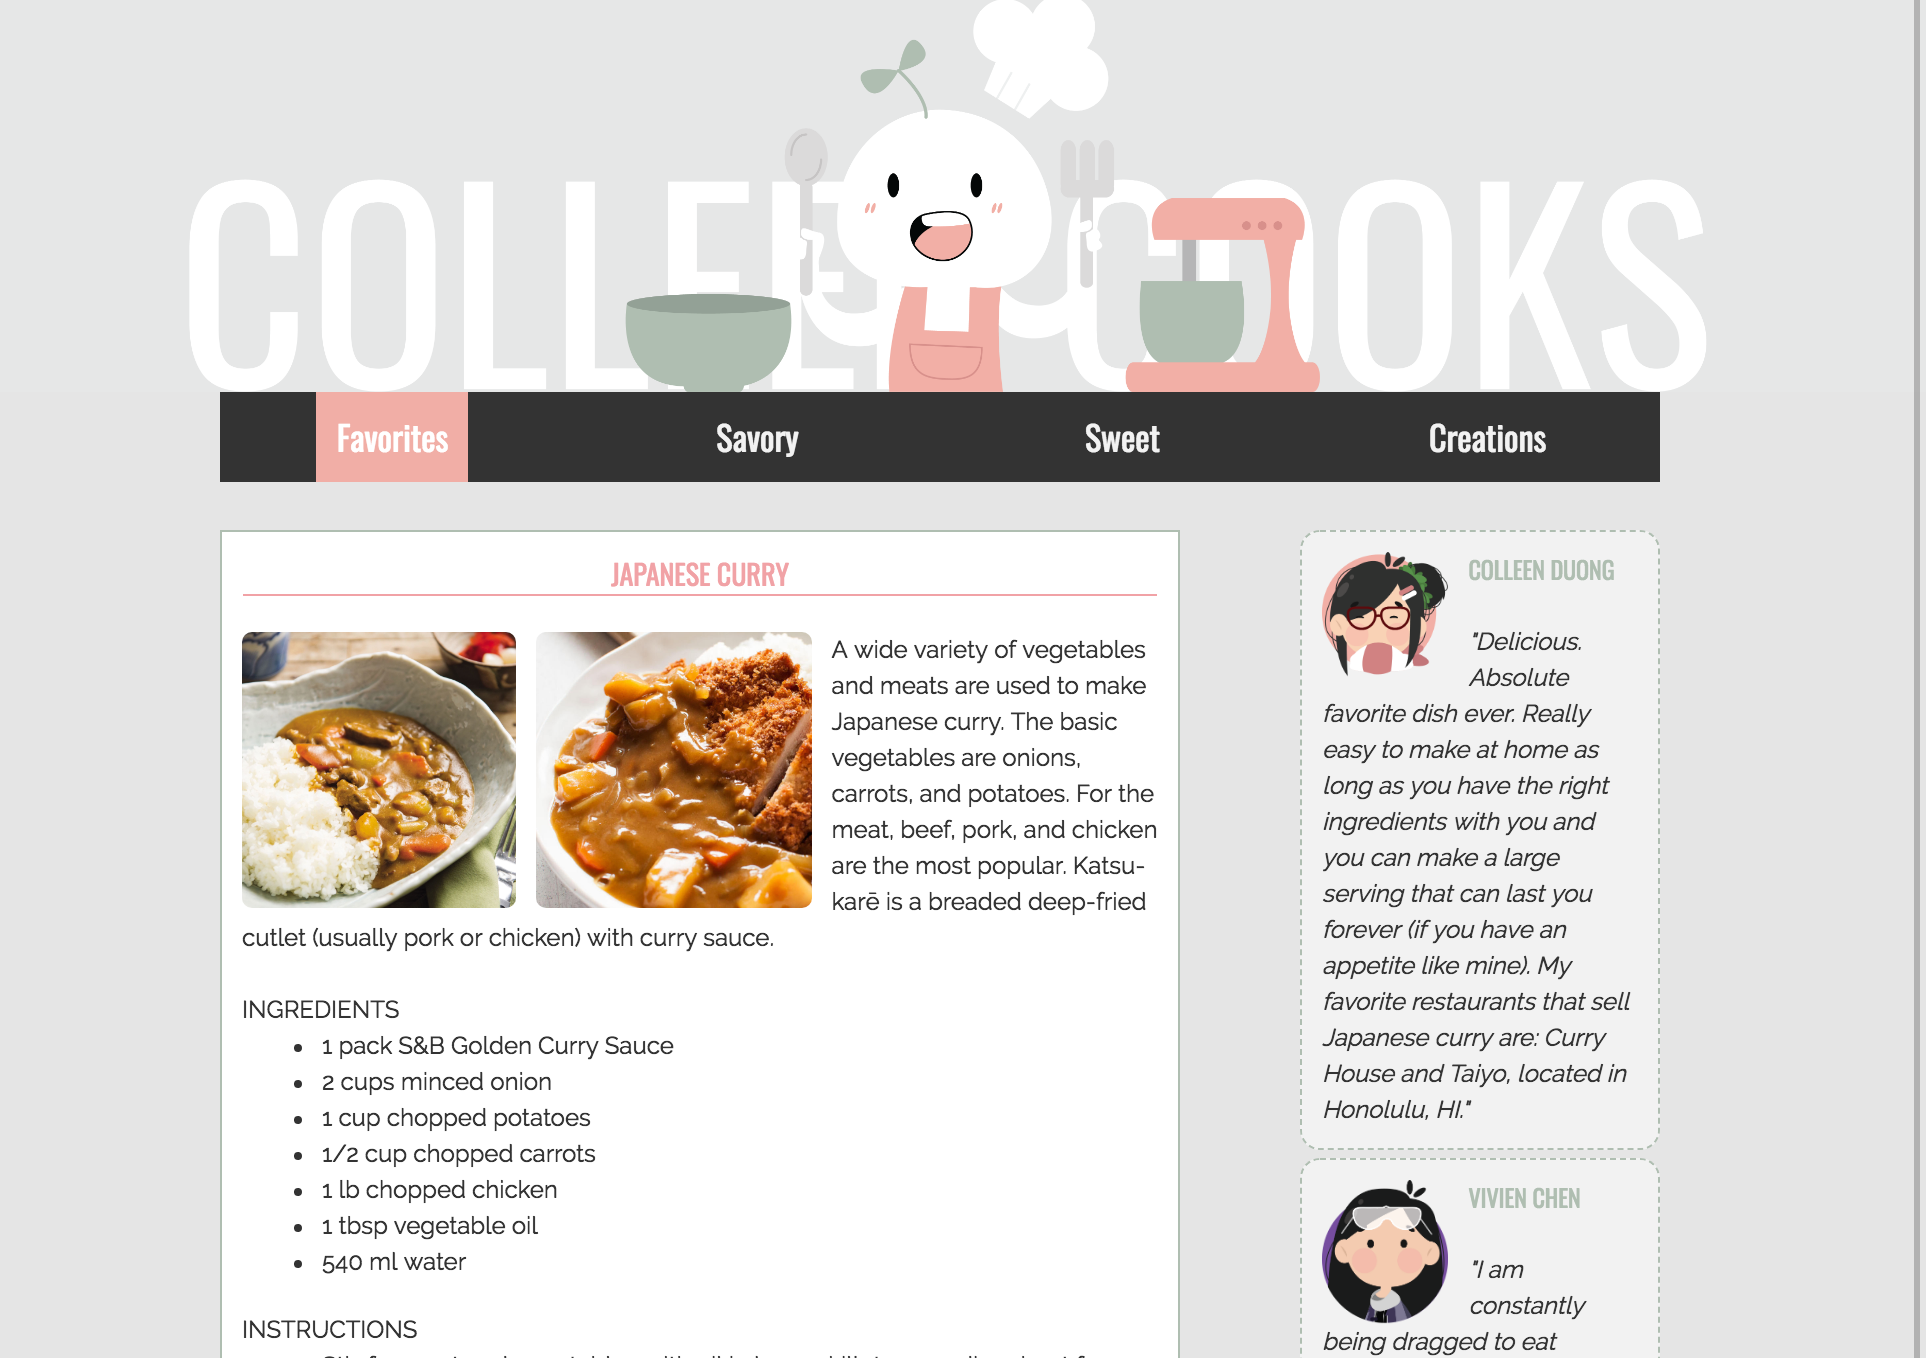 COLLEEN COOKS
Favorites
Savory
Sweet
Creations
JAPANESE CURRY
A wide variety of vegetables
and meats are used to make
Japanese curry. The basic
vegetables are onions,
carrots, and potatoes. For the
meat, beef, pork, and chicken
are the most popular. Katsu-
karē is a breaded deep-fried
cutlet (usually pork or chicken) with curry sauce.
INGREDIENTS
• 1 pack S&B Golden Curry Sauce
• 2 cups minced onion
• 1 cup chopped potatoes
• 1/2 cup chopped carrots
• 1 lb chopped chicken
• 1 tbsp vegetable oil
• 540 ml water
INSTRUCTIONS
COLLEEN DUONG
"Delicious.
Absolute
favorite dish ever. Really
easy to make at home as
long as you have the right
ingredients with you and
you can make a large
serving that can last you
forever (if you have an
appetite like mine). My
favorite restaurants that sell
Japanese curry are: Curry
House and Taiyo, located in
Honolulu, HI."
VIVIEN CHEN
"I am
constantly
being dragged to eat